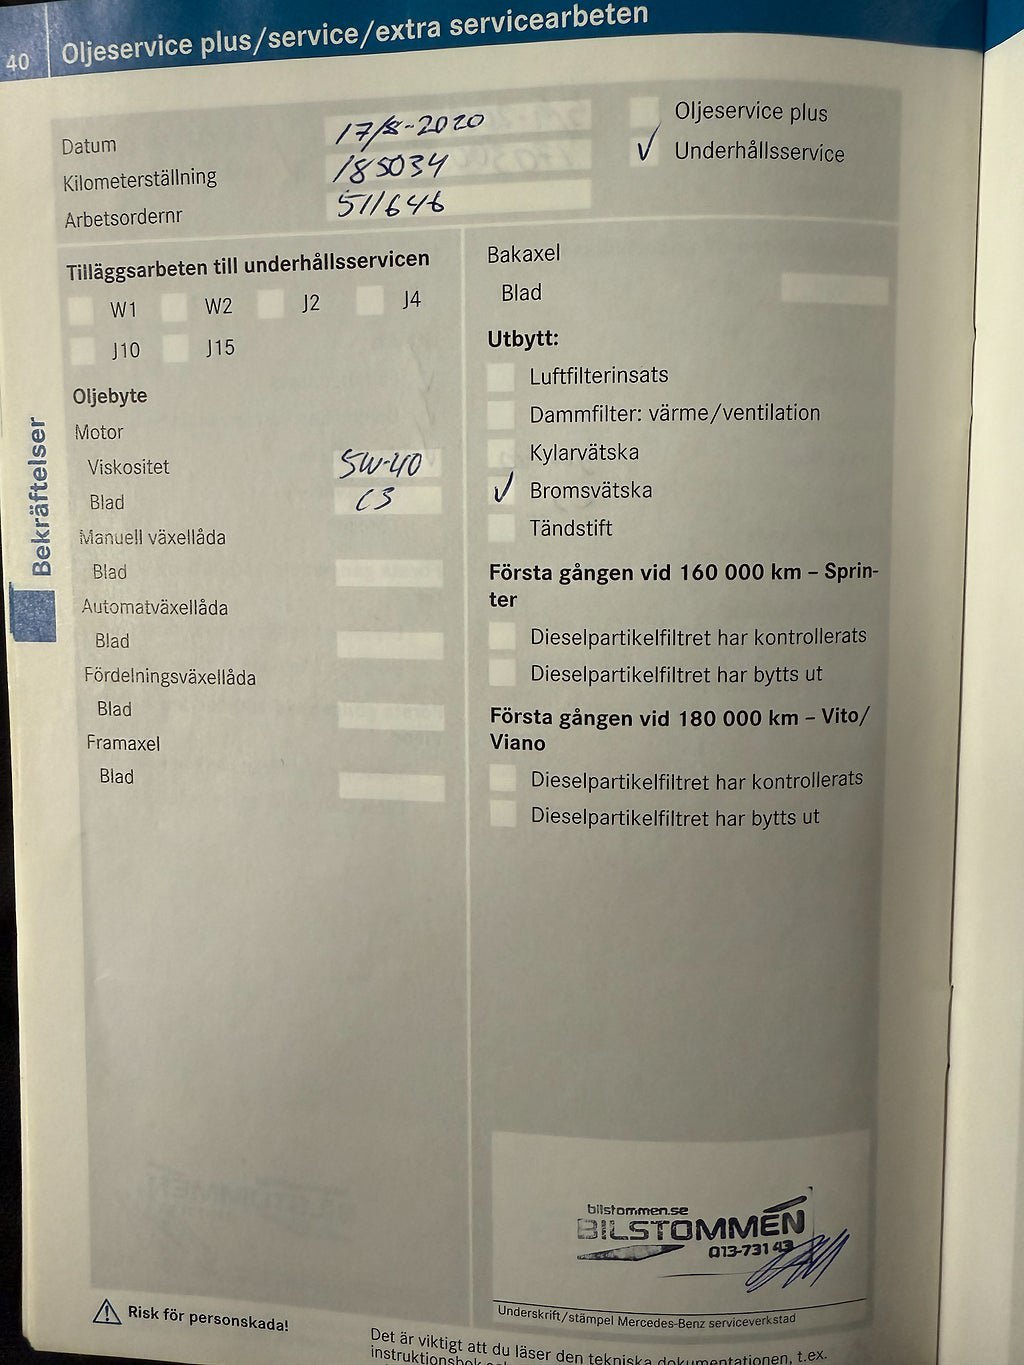 40 Oljeservice plus/service/extra servicearbeten
Datum 17/8-2020
Kilometerställning 185034
Arbetsordernr 511646
Oljeservice plus
✓ Underhållsservice
Tilläggsarbeten till underhållsservicen
W1 W2 J2 J4
J10 J15
Oljebyte
Motor
Viskositet 5W-40
Blad C3
Manuell växellåda
Blad
Automatväxellåda
Blad
Fördelningsväxellåda
Blad
Framaxel
Blad
Bakaxel
Blad
Utbytt:
Luftfilterinsats
Dammfilter: värme/ventilation
Kylarvätska
✓ Bromsvätska
Tändstift
Första gången vid 160 000 km – Sprin-
ter
Dieselpartikelfiltret har kontrollerats
Dieselpartikelfiltret har bytts ut
Första gången vid 180 000 km – Vito/
Viano
Dieselpartikelfiltret har kontrollerats
Dieselpartikelfiltret har bytts ut
Bekräftelser
bilstommen.se
BILSTOMMEN
013-731 43
Underskrift/stämpel Mercedes-Benz serviceverkstad
Risk för personskada!
Det är viktigt att du läser den tekniska dokumentationen, t.ex.
instruktionsbok